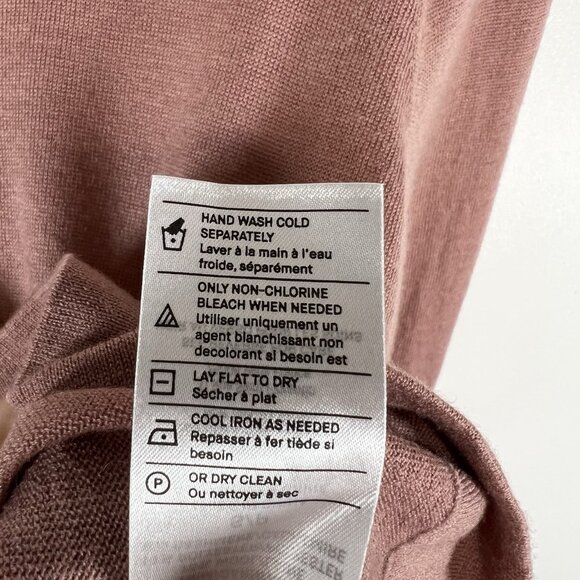 HAND WASH COLD
SEPARATELY
Laver à la main à l'eau
froide, séparément
ONLY NON-CHLORINE
BLEACH WHEN NEEDED
Utiliser uniquement un
agent blanchissant non
decolorant si besoin est
LAY FLAT TO DRY
Sécher à plat
COOL IRON AS NEEDED
Repasser à fer tiède si
besoin
P
OR DRY CLEAN
Ou nettoyer à sec